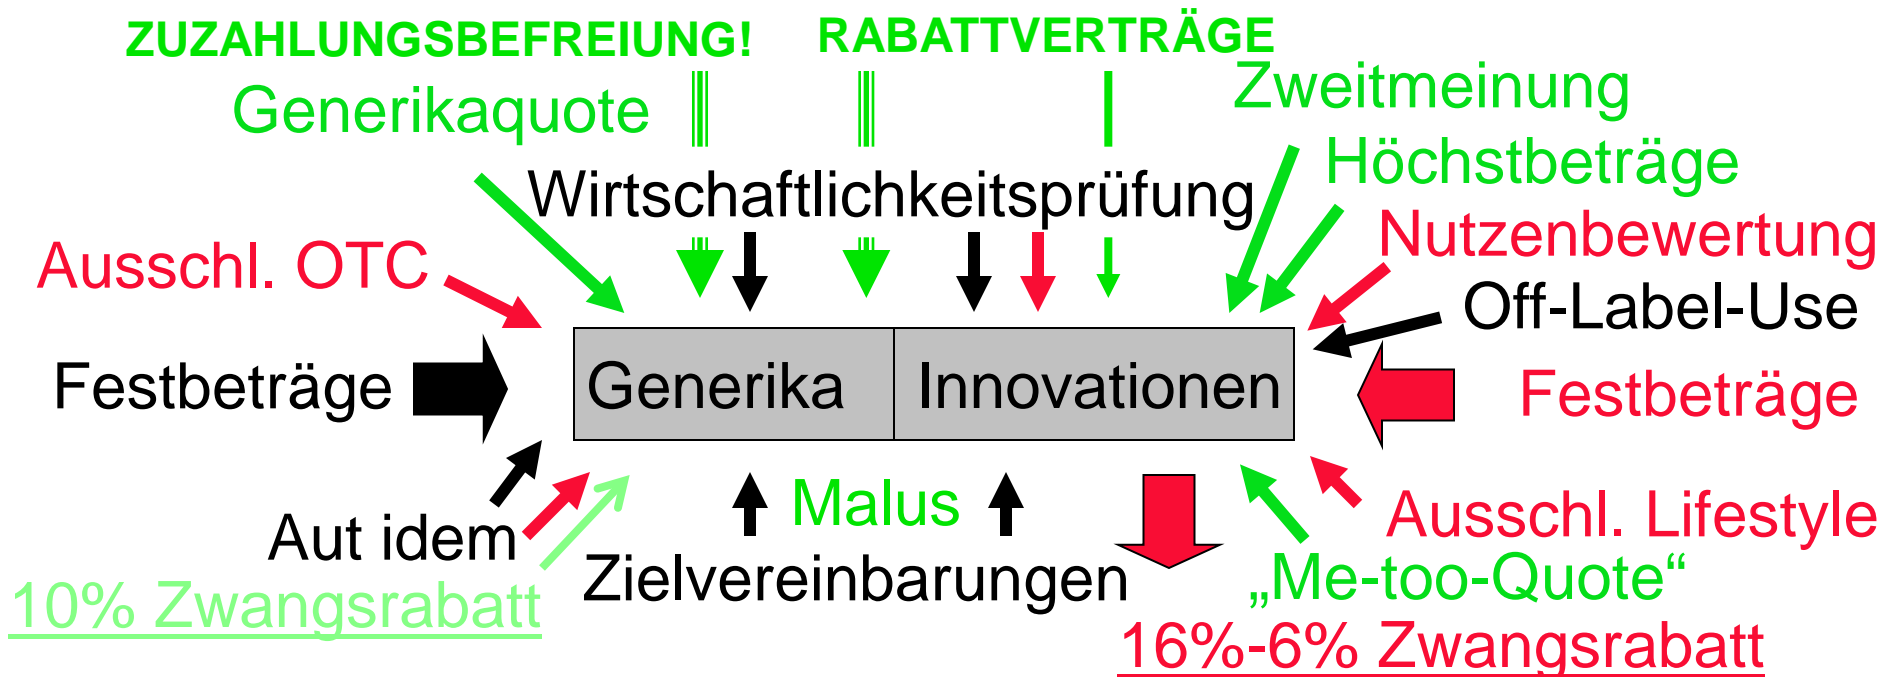 ZUZAHLUNGSBEFREIUNG!
RABATTVERTRÄGE
Generikaquote
Zweitmeinung
Höchstbeträge
Wirtschaftlichkeitsprüfung
Nutzenbewertung
Ausschl. OTC
Off-Label-Use
Festbeträge
Generika
Innovationen
Festbeträge
Malus
Ausschl. Lifestyle
Aut idem
Zielvereinbarungen
„Me-too-Quote“
10% Zwangsrabatt
16%-6% Zwangsrabatt